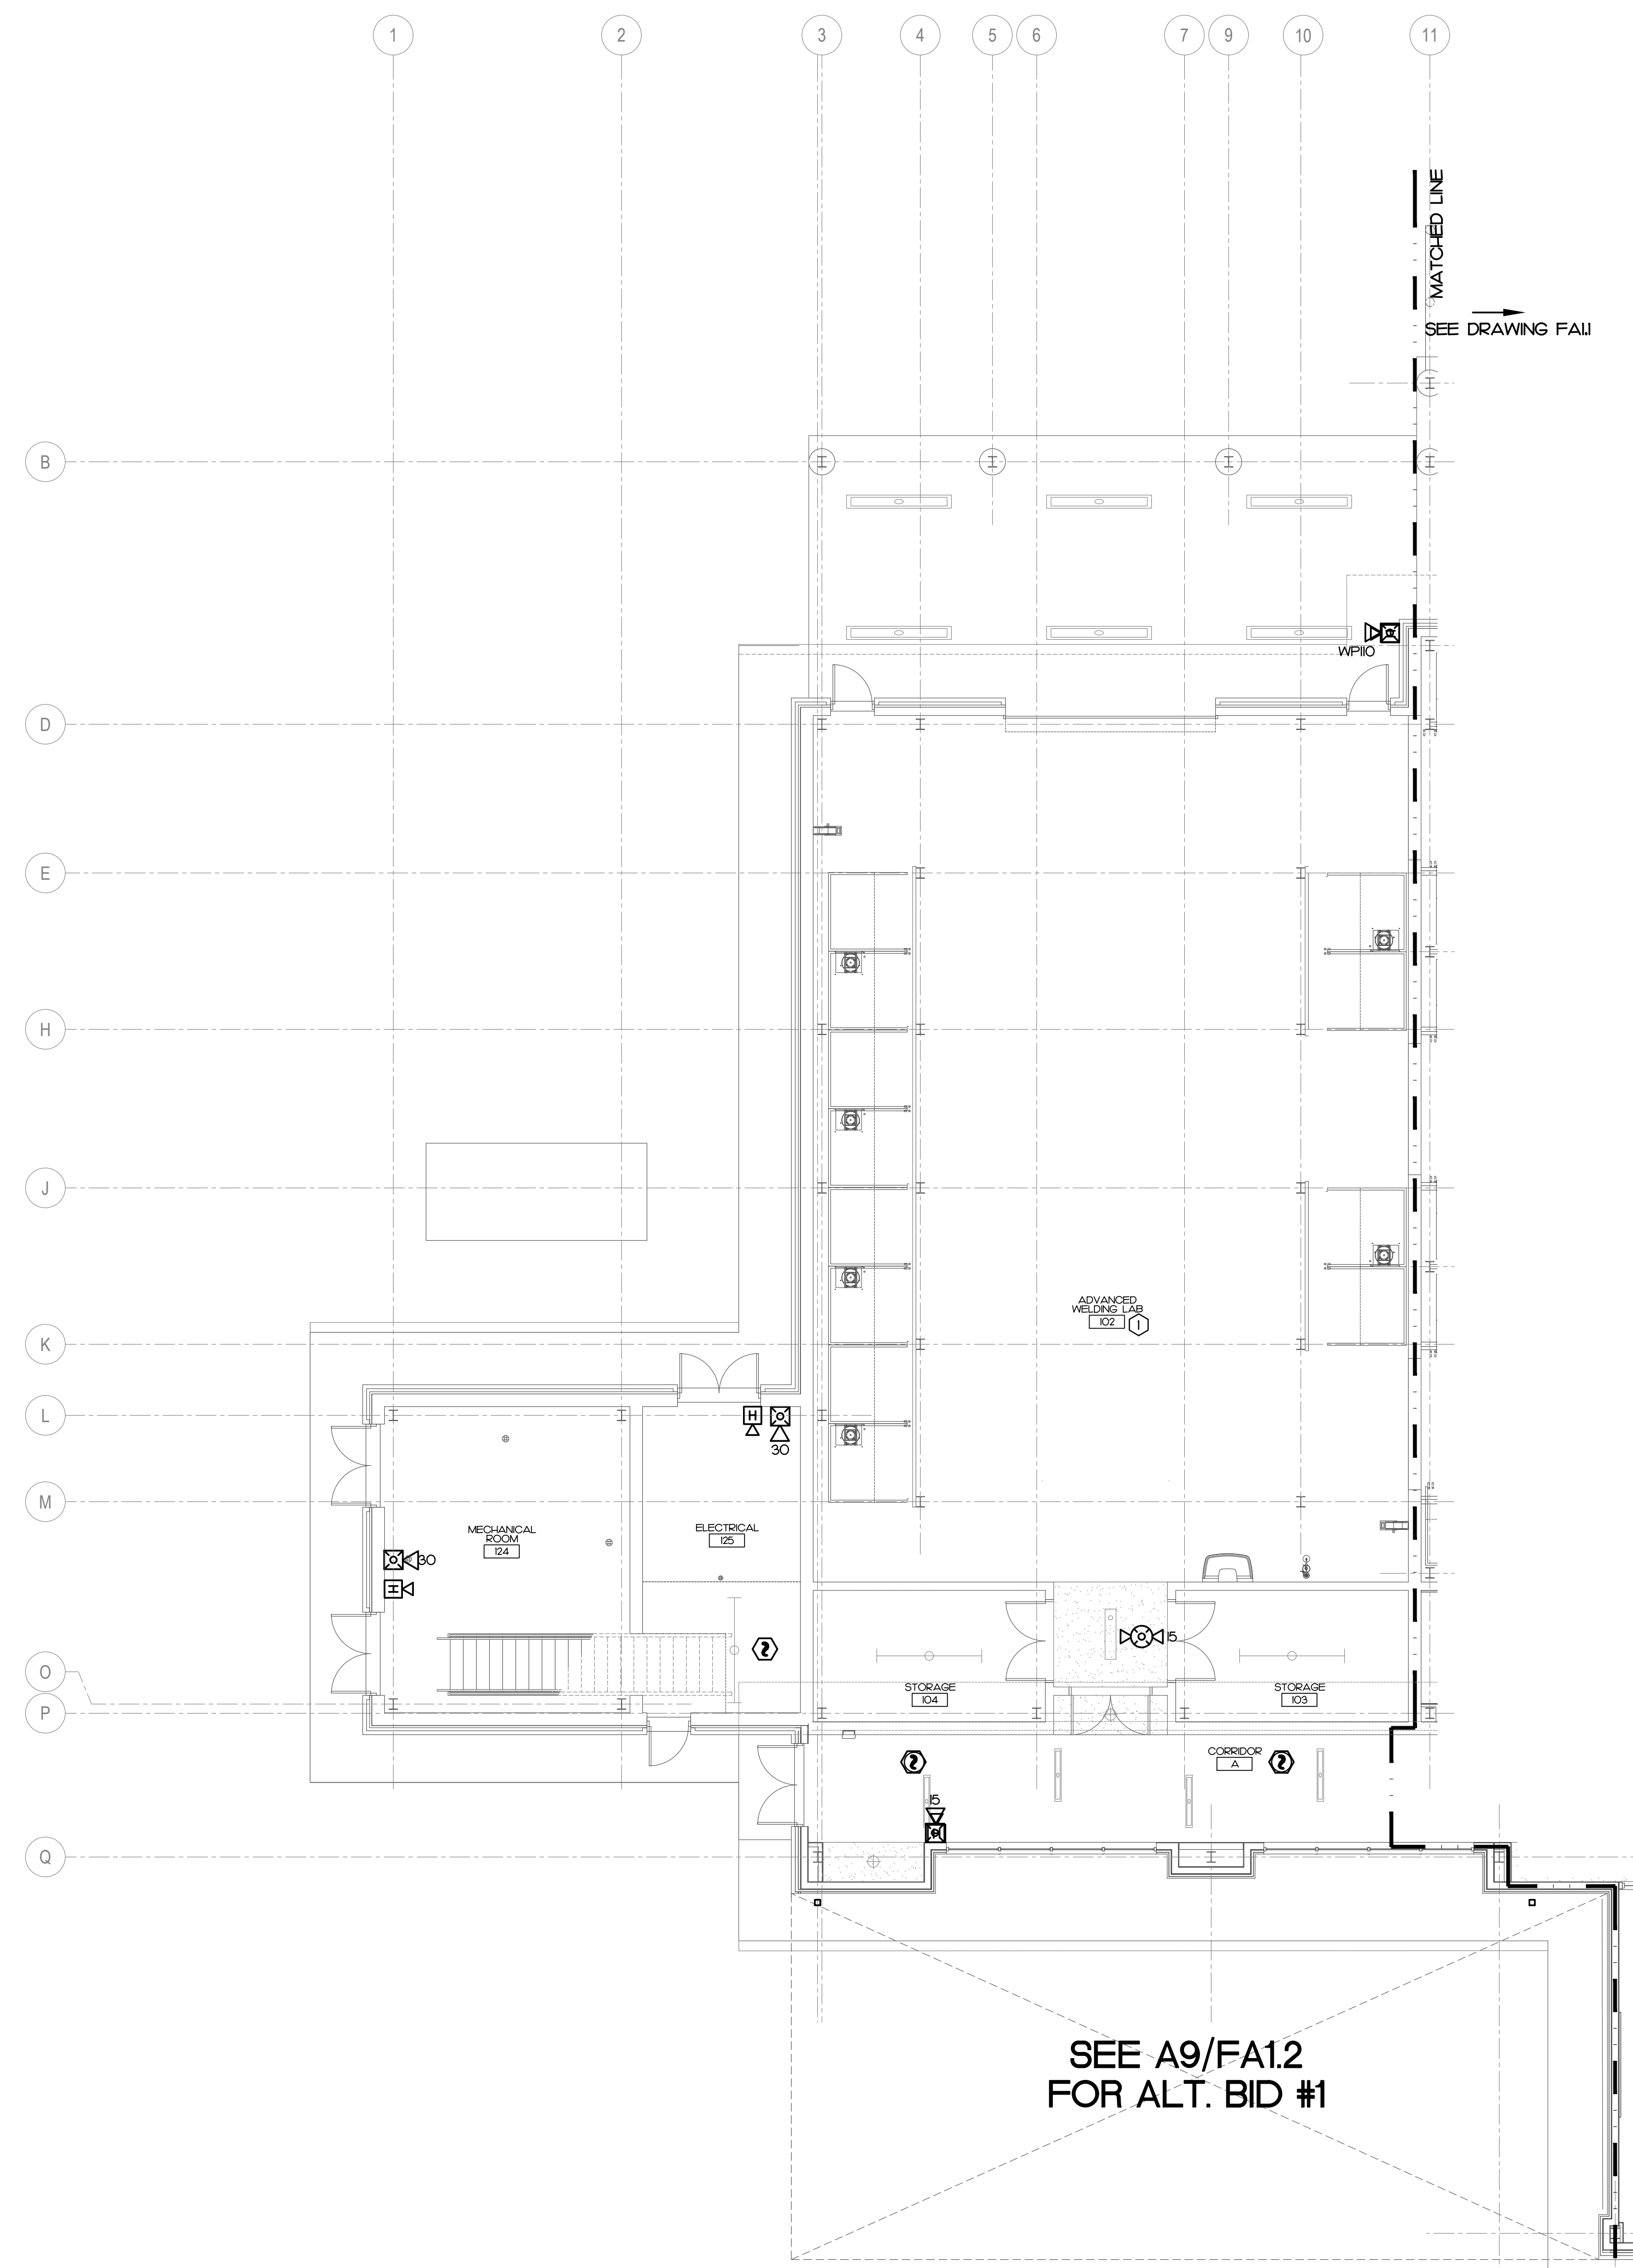 1 2 3 4 5 6 7 9 10 11
MATCHED LINE
SEE DRAWING FA1.1
B
WP110
D
E
H
J
ADVANCED
WELDING LAB
102 1
K
L
H
30
M
MECHANICAL
ROOM
124
ELECTRICAL
125
30
H
15
O
STORAGE
104
STORAGE
103
P
CORRIDOR
A
2
2
2
15
Q
SEE A9/FA1.2
FOR ALT. BID #1